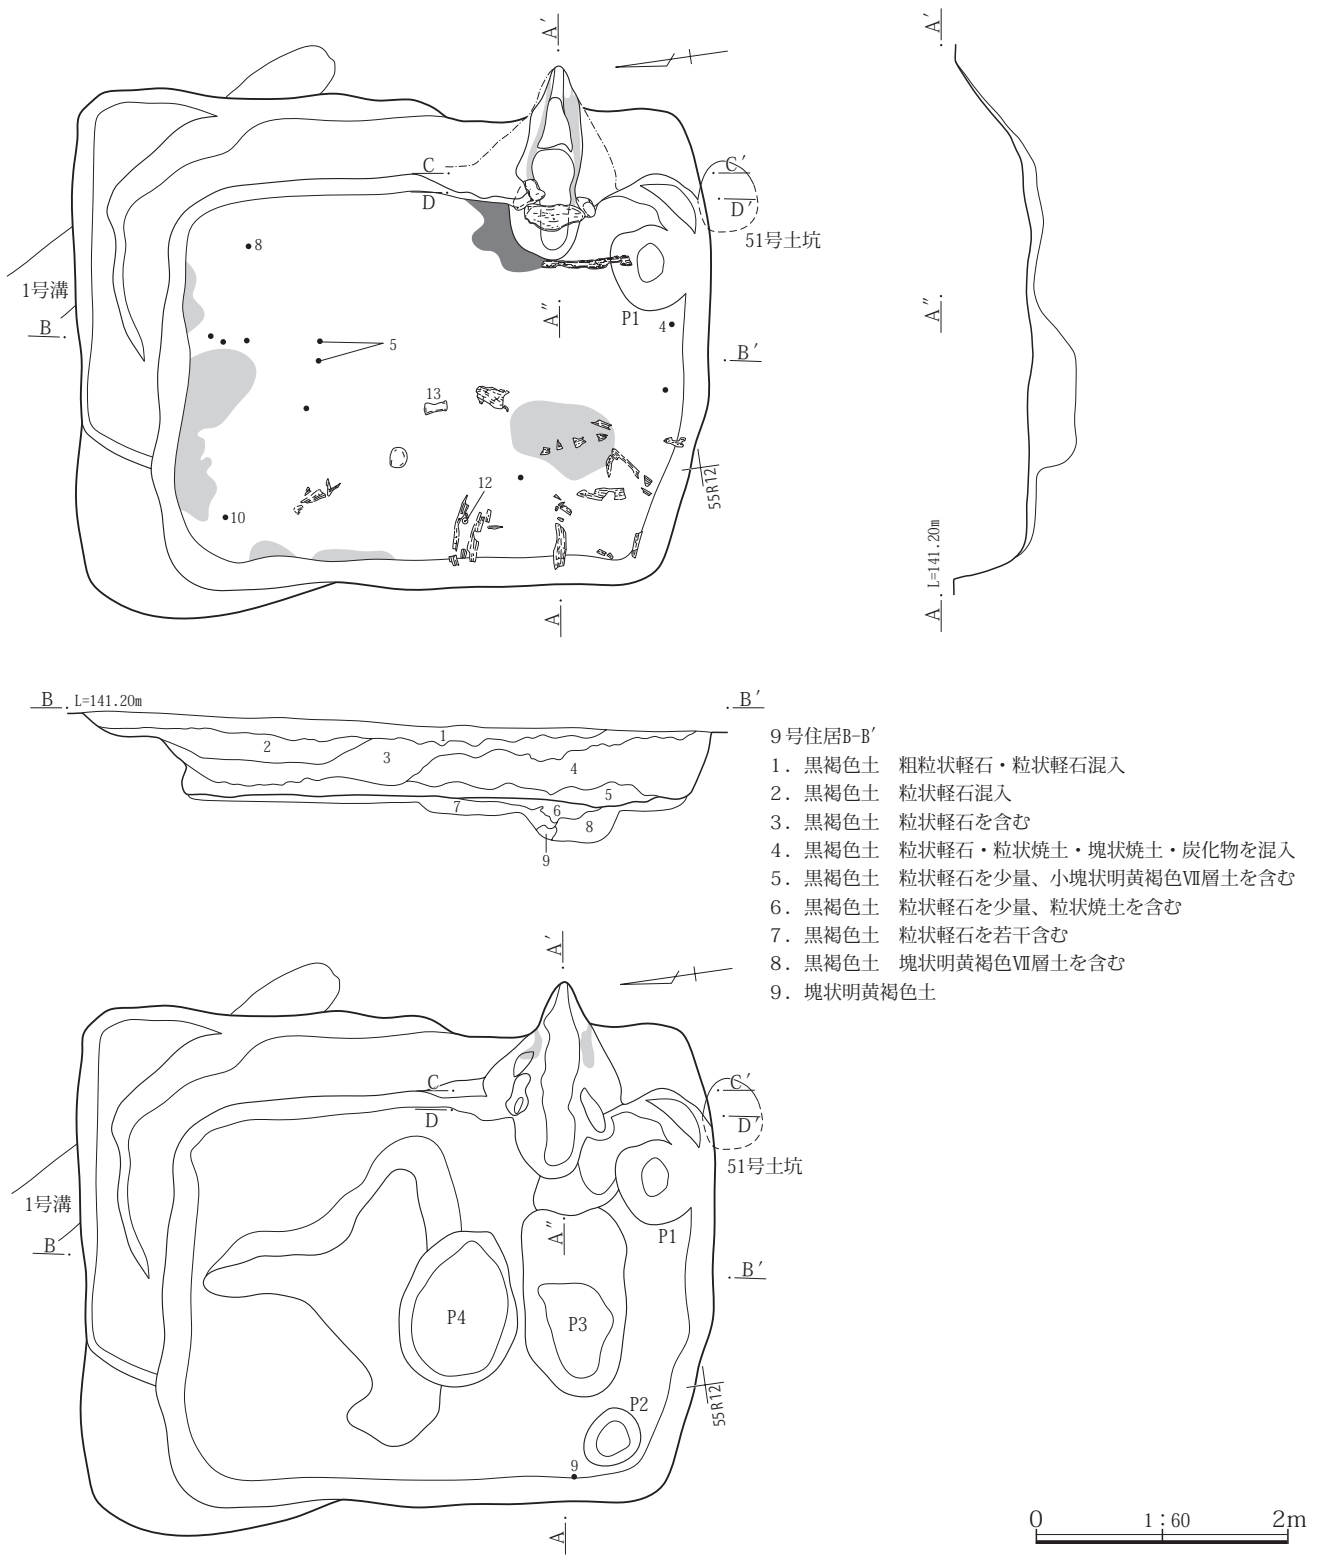 A′
A′
C
C′
D
D′
51号土坑
8
1号溝
A″
A″
P1
4
B
B′
5
13
12
55R12
10
L=141.20m
A
A
B
L=141.20m
B′
1
2
3
4
5
6
7
8
9
9号住居B-B′
1．黒褐色土　粗粒状軽石・粒状軽石混入
2．黒褐色土　粒状軽石混入
3．黒褐色土　粒状軽石を含む
4．黒褐色土　粒状軽石・粒状焼土・塊状焼土・炭化物を混入
5．黒褐色土　粒状軽石を少量、小塊状明黄褐色Ⅶ層土を含む
6．黒褐色土　粒状軽石を少量、粒状焼土を含む
7．黒褐色土　粒状軽石を若干含む
8．黒褐色土　塊状明黄褐色Ⅶ層土を含む
9．塊状明黄褐色土
A′
C
C′
D
D′
51号土坑
1号溝
A″
P1
B
B′
P4
P3
55R12
P2
9
A
0　1：60　2m